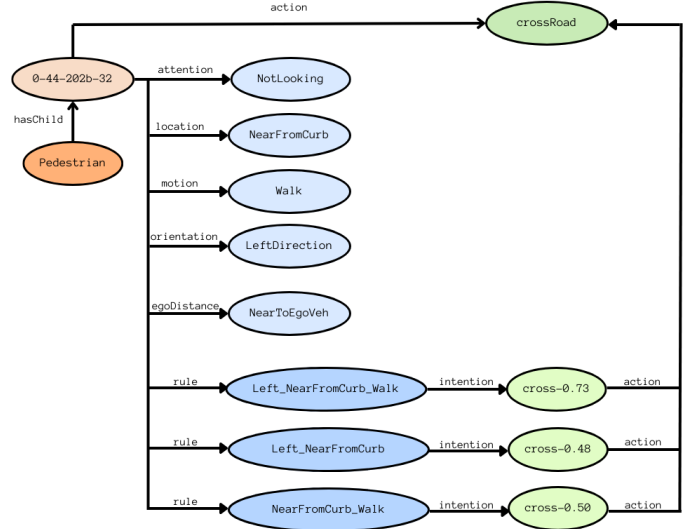 action
crossRoad
0-44-202b-32
attention
NotLooking
hasChild
location
NearFromCurb
Pedestrian
motion
Walk
orientation
LeftDirection
egoDistance
NearToEgoVeh
rule
Left_NearFromCurb_Walk
intention
cross-0.73
action
rule
Left_NearFromCurb
intention
cross-0.48
action
rule
NearFromCurb_Walk
intention
cross-0.50
action